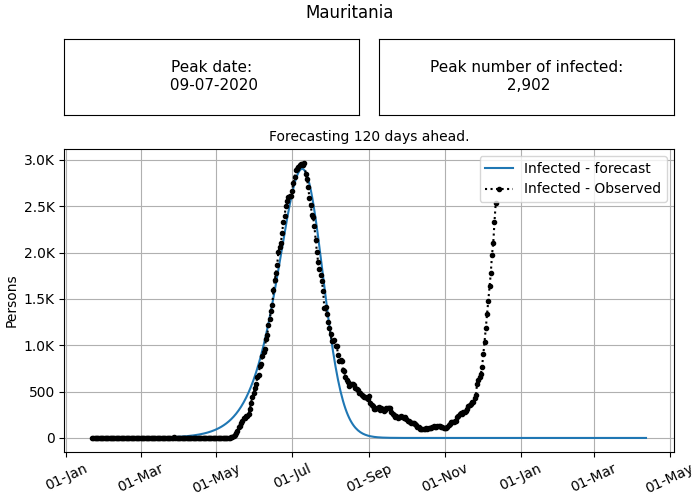 Mauritania
Peak date:
09-07-2020
Peak number of infected:
2,902
Forecasting 120 days ahead.
3.0K
2.5K
2.0K
1.5K
1.0K
500
0
Persons
Infected - forecast
Infected - Observed
01-Jan
01-Mar
01-May
01-Jul
01-Sep
01-Nov
01-Jan
01-Mar
01-May